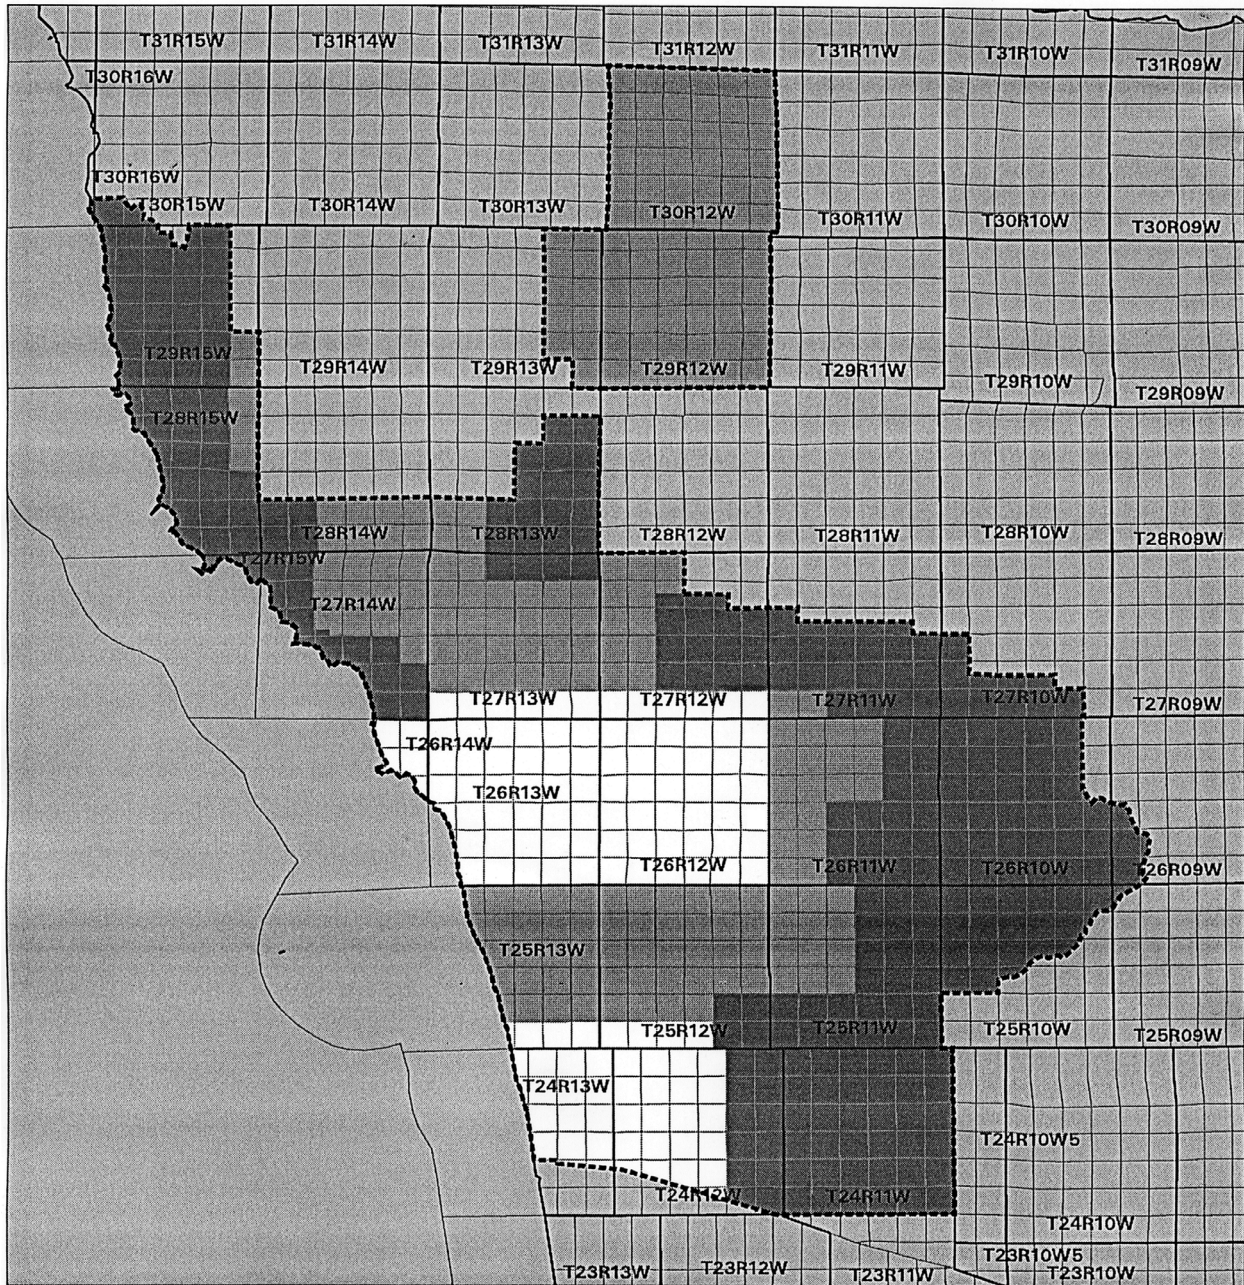 T31R15W T31R14W T31R13W T31R12W T31R11W T31R10W T31R09W
T30R16W
T30R16W
T30R15W T30R14W T30R13W T30R12W T30R11W T30R10W T30R09W
T29R15W T29R14W T29R13W T29R12W T29R11W T29R10W T29R09W
T28R15W
T28R14W T28R13W T28R12W T28R11W T28R10W T28R09W
T27R15W
T27R14W
T27R13W T27R12W T27R11W T27R10W T27R09W
T26R14W
T26R13W
T26R12W T26R11W T26R10W T26R09W
T25R13W
T25R12W T25R11W T25R10W T25R09W
T24R13W
T24R10W5
T24R12W T24R11W
T24R10W
T23R10W5
T23R13W T23R12W T23R11W T23R10W